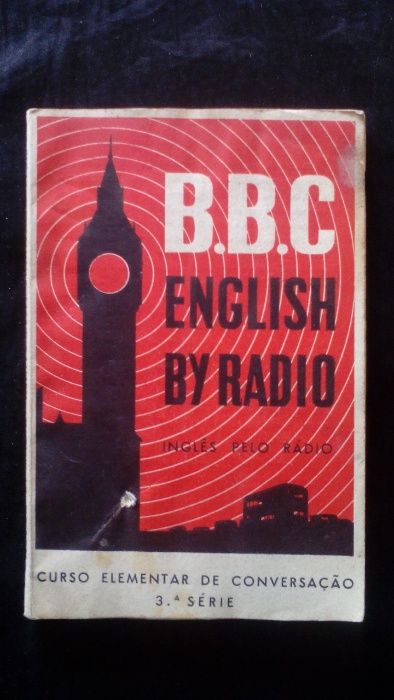 B.B.C
ENGLISH
BY RADIO
INGLÊS PELO RÁDIO
CURSO ELEMENTAR DE CONVERSAÇÃO
3.ª SÉRIE